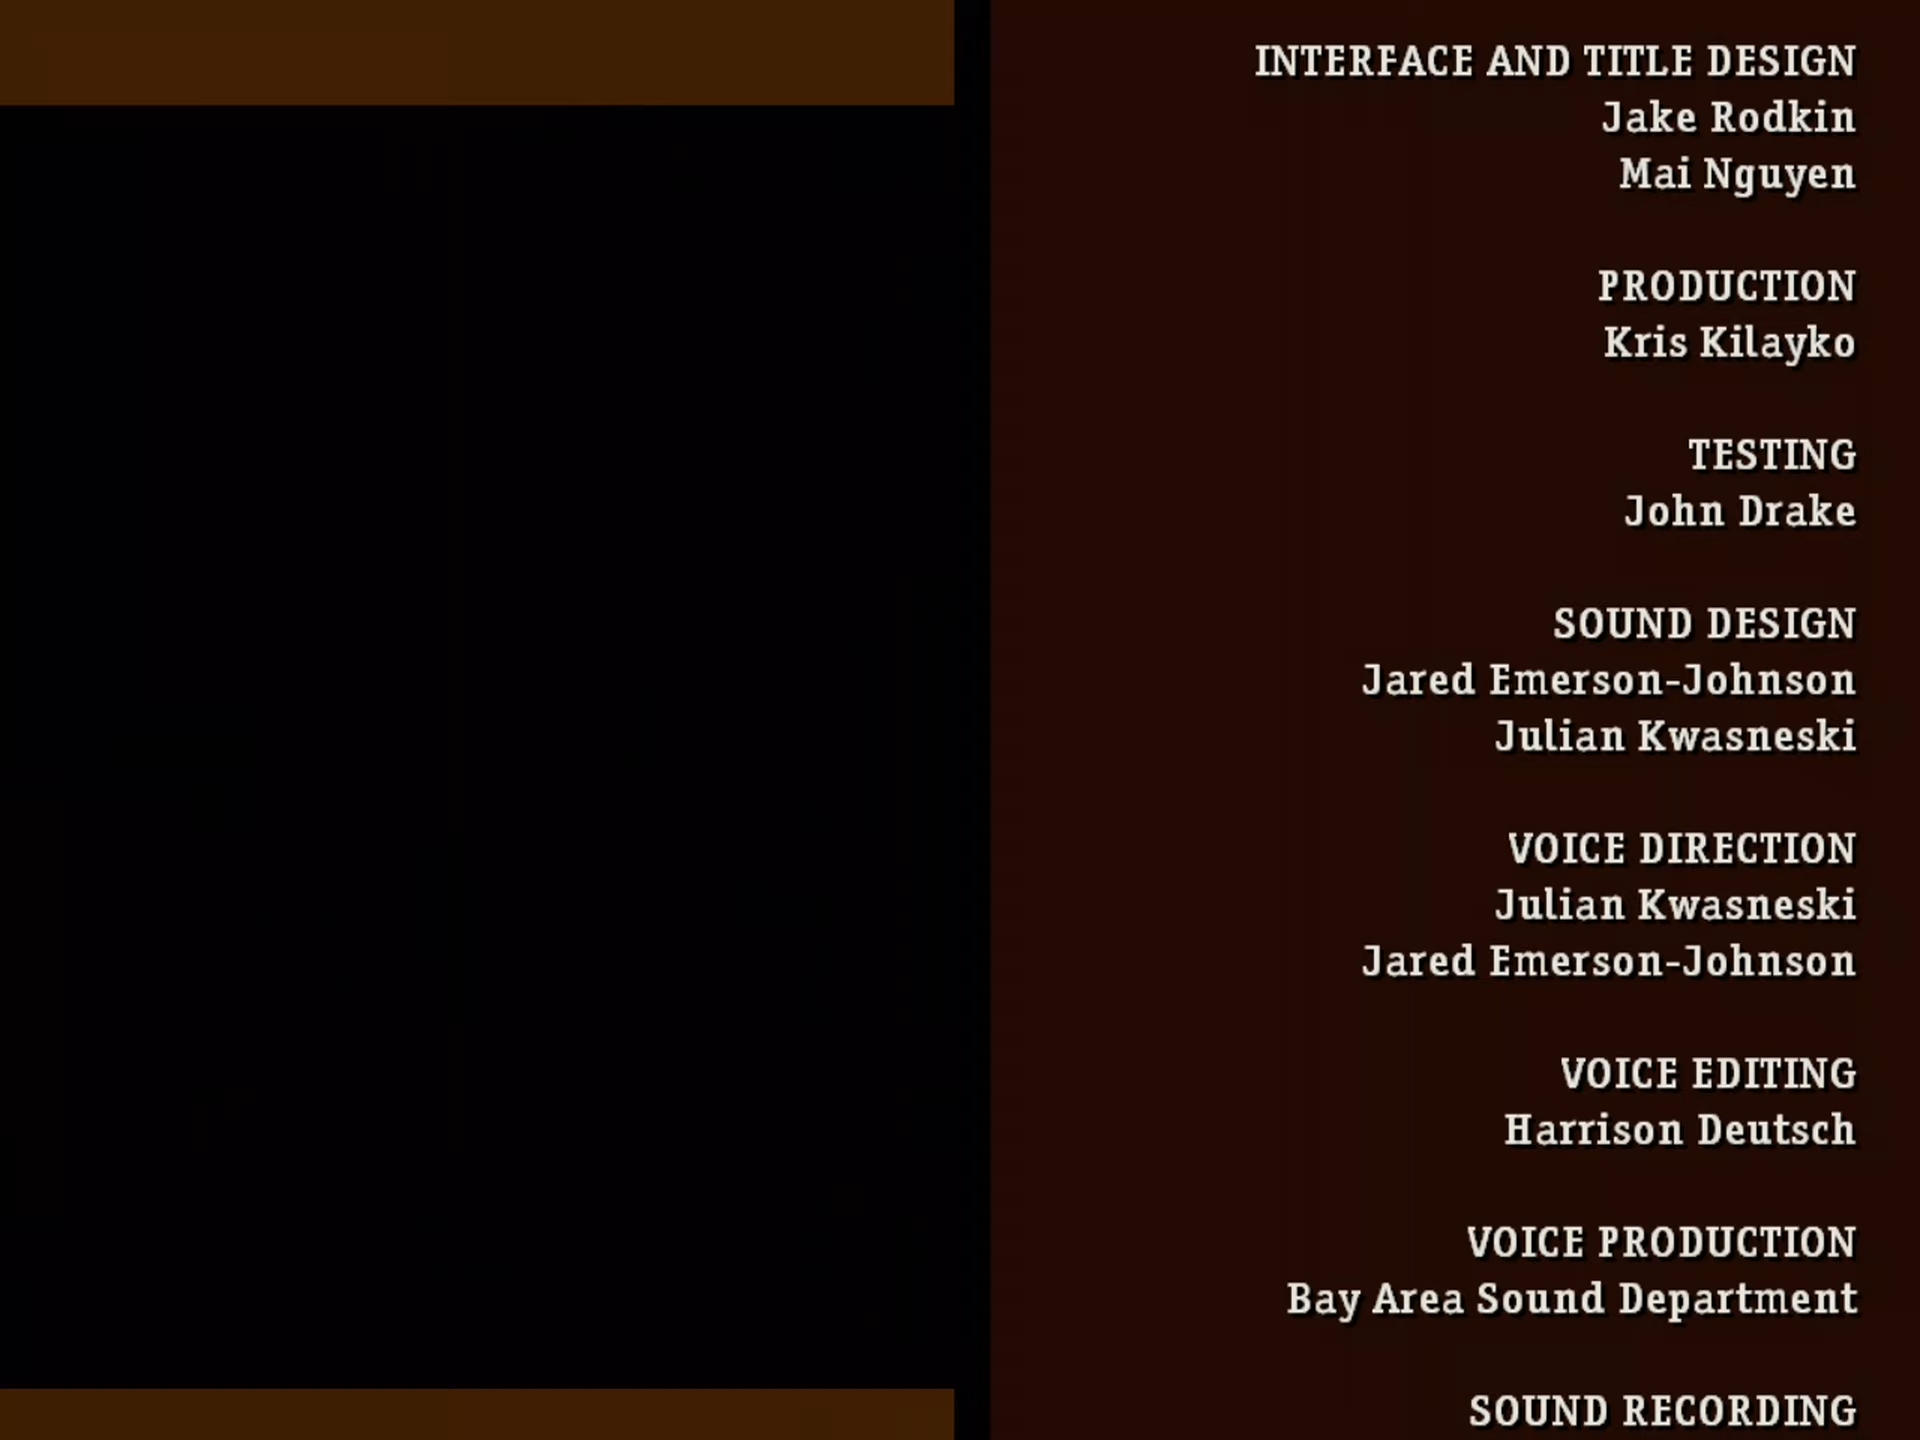 INTERFACE AND TITLE DESIGN
Jake Rodkin
Mai Nguyen
PRODUCTION
Kris Kilayko
TESTING
John Drake
SOUND DESIGN
Jared Emerson-Johnson
Julian Kwasneski
VOICE DIRECTION
Julian Kwasneski
Jared Emerson-Johnson
VOICE EDITING
Harrison Deutsch
VOICE PRODUCTION
Bay Area Sound Department
SOUND RECORDING